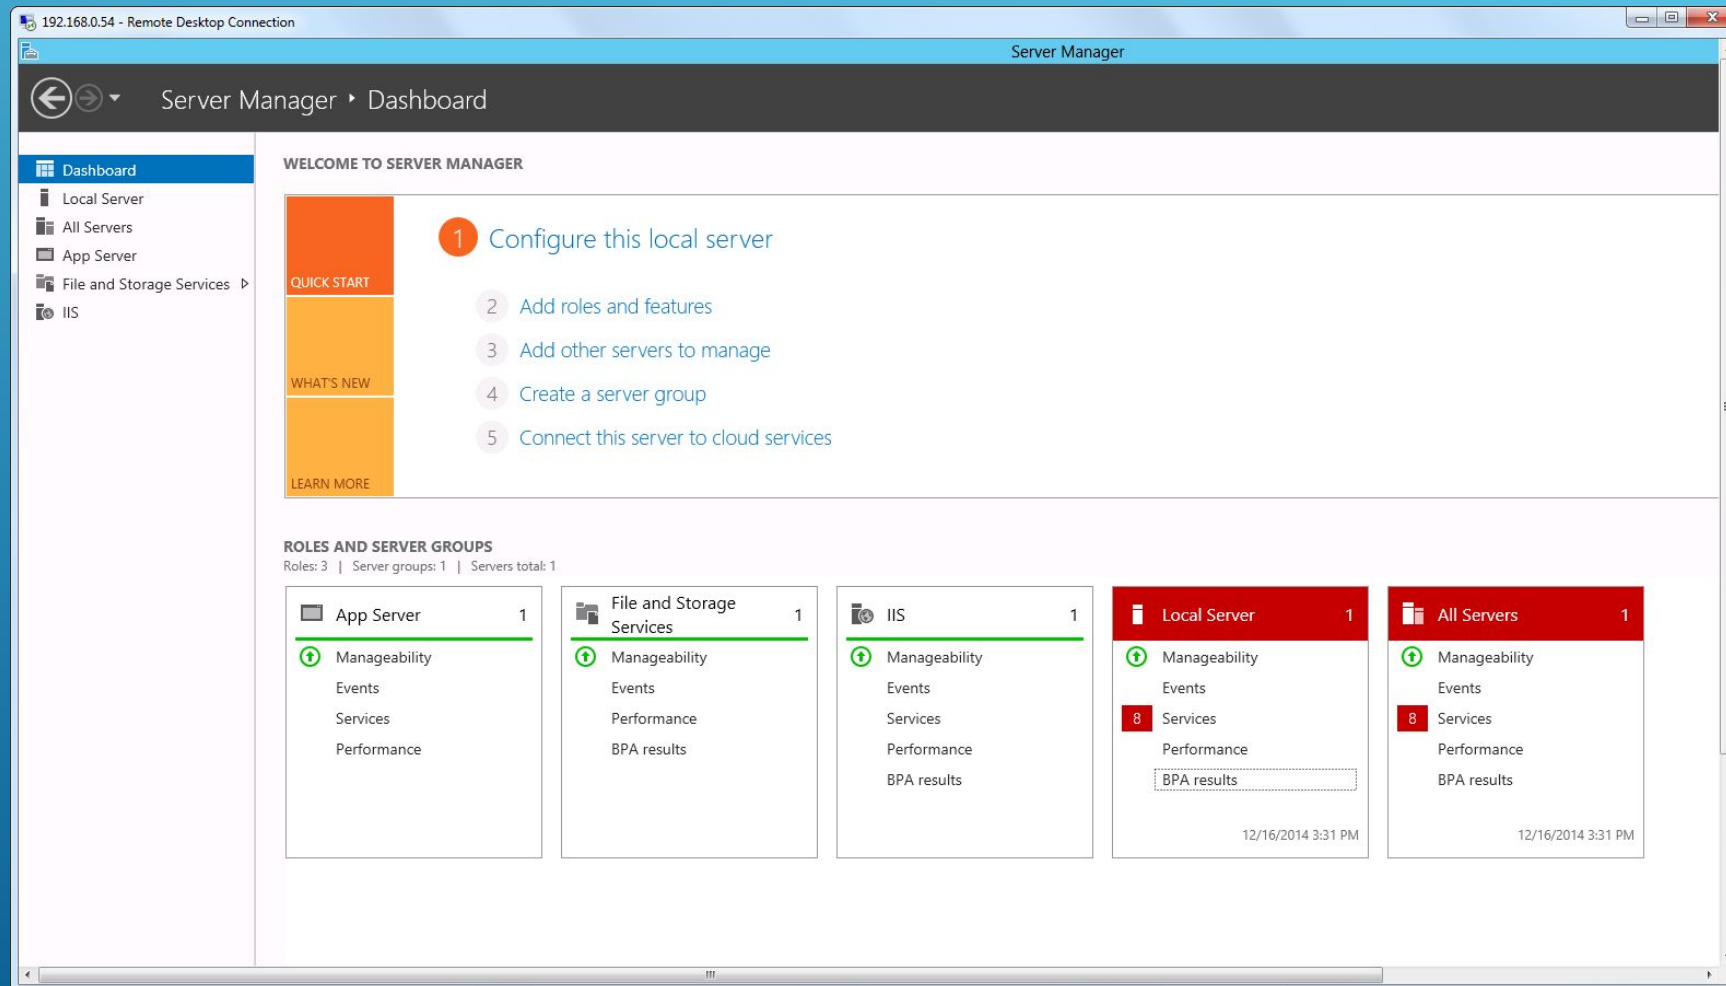 192.168.0.54 - Remote Desktop Connection
Server Manager
Server Manager ‣ Dashboard
Dashboard
Local Server
All Servers
App Server
File and Storage Services
IIS
WELCOME TO SERVER MANAGER
QUICK START
WHAT'S NEW
LEARN MORE
1 Configure this local server
2 Add roles and features
3 Add other servers to manage
4 Create a server group
5 Connect this server to cloud services
ROLES AND SERVER GROUPS
Roles: 3 | Server groups: 1 | Servers total: 1
App Server 1
Manageability
Events
Services
Performance
File and Storage
Services 1
Manageability
Events
Performance
BPA results
IIS 1
Manageability
Events
Services
Performance
BPA results
Local Server 1
Manageability
Events
8 Services
Performance
BPA results
12/16/2014 3:31 PM
All Servers 1
Manageability
Events
8 Services
Performance
BPA results
12/16/2014 3:31 PM